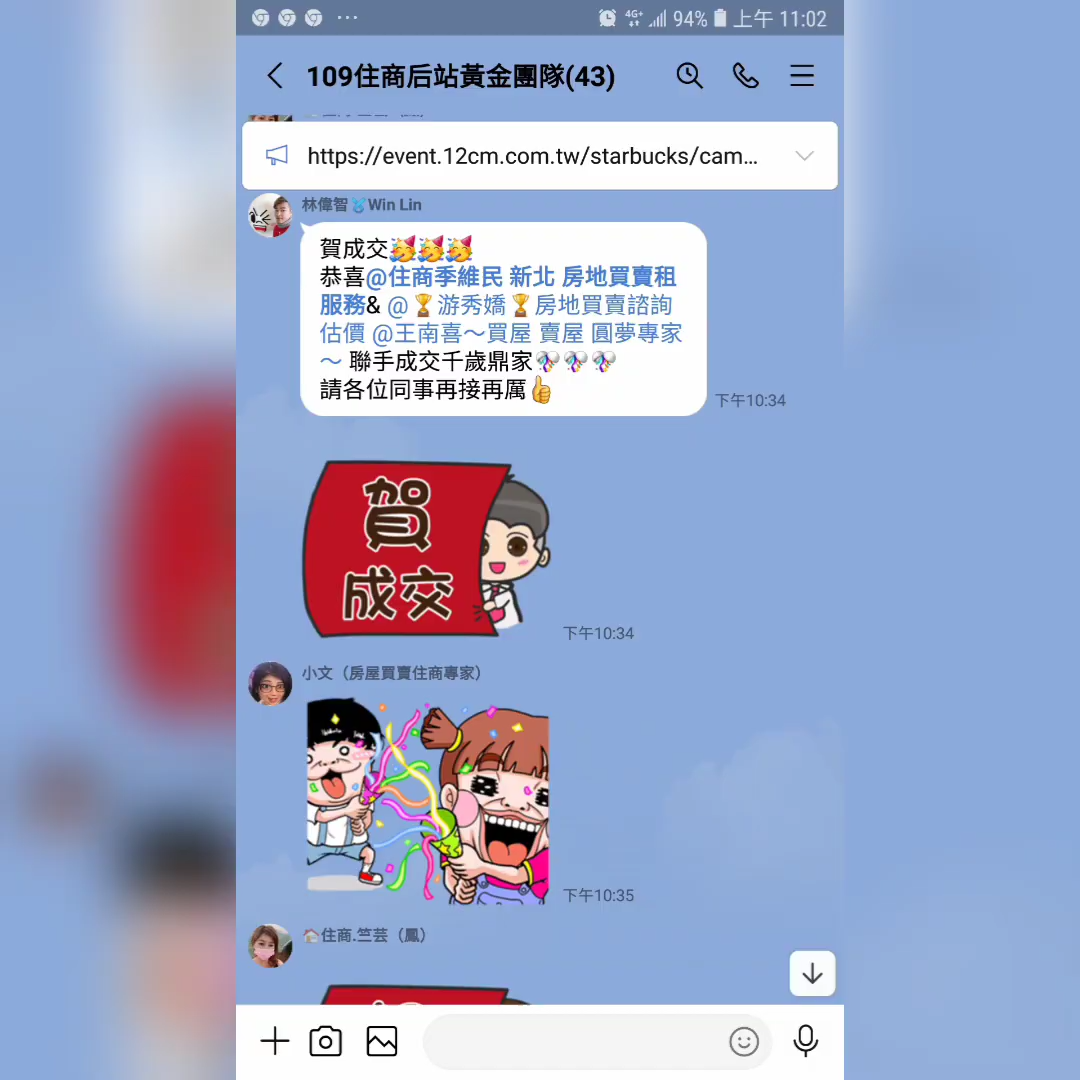 4G+ 94% 上午 11:02
109住商后站黃金團隊(43)
https://event.12cm.com.tw/starbucks/cam...
林偉智 Win Lin
賀成交🥳🥳🥳
恭喜@住商季維民 新北 房地買賣租
服務& @🏆游秀嬌🏆房地買賣諮詢
估價 @王南喜～買屋 賣屋 圓夢專家
～ 聯手成交千歲鼎家🎊🎊🎊
請各位同事再接再厲👍
下午10:34
賀
成交
下午10:34
小文（房屋買賣住商專家）
下午10:35
🏠住商.竺芸（鳳）